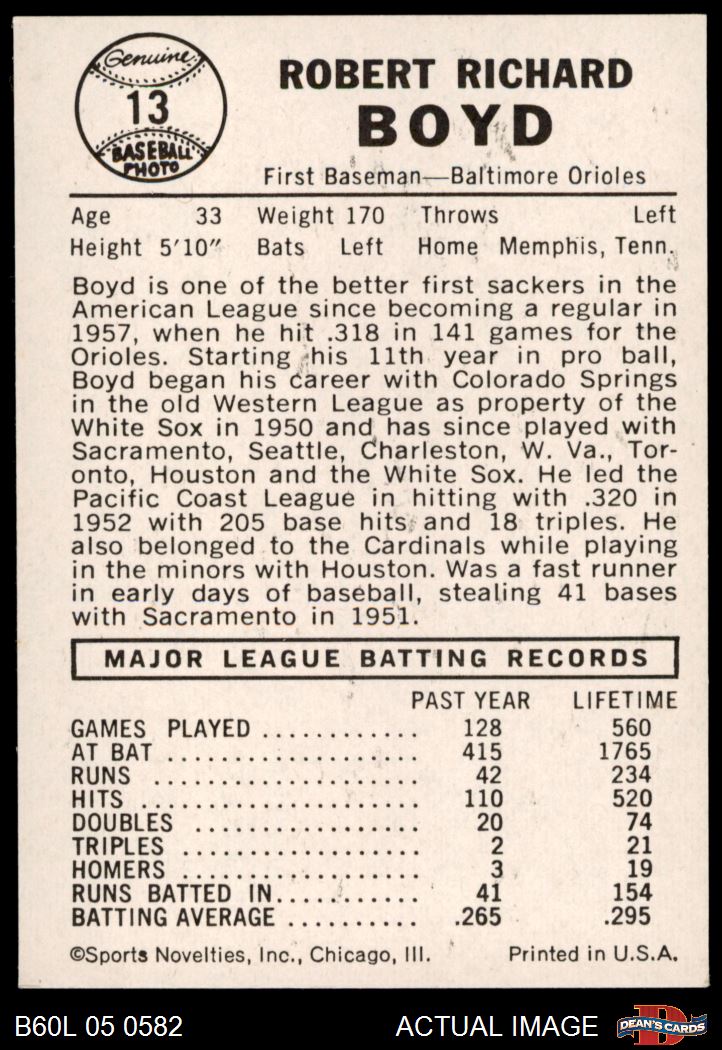 Genuine
13
BASEBALL
PHOTO
ROBERT RICHARD
BOYD
First Baseman—Baltimore Orioles
Age 33 Weight 170 Throws Left
Height 5'10" Bats Left Home Memphis, Tenn.
Boyd is one of the better first sackers in the
American League since becoming a regular in
1957, when he hit .318 in 141 games for the
Orioles. Starting his 11th year in pro ball,
Boyd began his career with Colorado Springs
in the old Western League as property of the
White Sox in 1950 and has since played with
Sacramento, Seattle, Charleston, W. Va., Tor-
onto, Houston and the White Sox. He led the
Pacific Coast League in hitting with .320 in
1952 with 205 base hits and 18 triples. He
also belonged to the Cardinals while playing
in the minors with Houston. Was a fast runner
in early days of baseball, stealing 41 bases
with Sacramento in 1951.
MAJOR LEAGUE BATTING RECORDS
PAST YEAR LIFETIME
GAMES PLAYED ............ 128 560
AT BAT ................... 415 1765
RUNS ..................... 42 234
HITS ..................... 110 520
DOUBLES ................. 20 74
TRIPLES .................. 2 21
HOMERS .................. 3 19
RUNS BATTED IN........... 41 154
BATTING AVERAGE .......... .265 .295
©Sports Novelties, Inc., Chicago, Ill. Printed in U.S.A.
B60L 05 0582 ACTUAL IMAGE DEAN'S CARDS